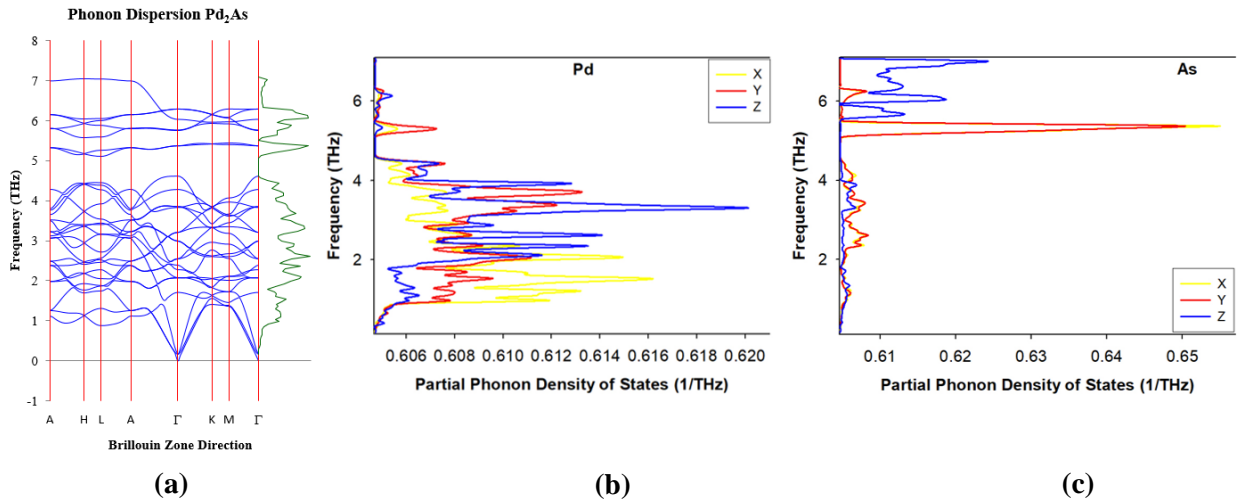 Phonon Dispersion Pd₂As
8
7
6
5
4
3
2
1
0
-1
Frequency (THz)
A H L A Γ K M Γ
Brillouin Zone Direction
(a)
Pd
X
Y
Z
6
4
2
Frequency (THz)
0.606 0.608 0.610 0.612 0.614 0.616 0.618 0.620
Partial Phonon Density of States (1/THz)
(b)
As
6
4
2
Frequency (THz)
X
Y
Z
0.61 0.62 0.63 0.64 0.65
Partial Phonon Density of States (1/THz)
(c)